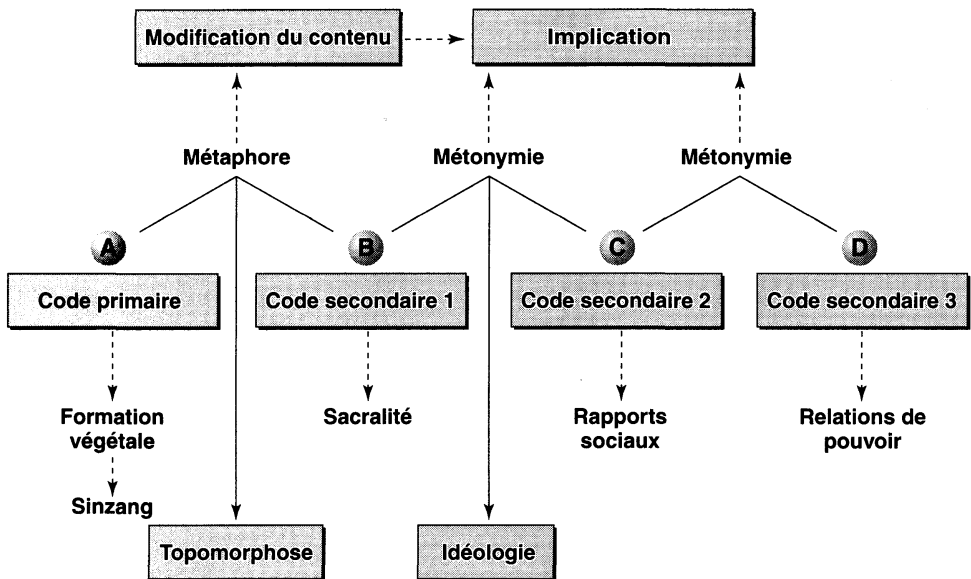 Modification du contenu
Implication
Métaphore
Métonymie
Métonymie
A
B
C
D
Code primaire
Code secondaire 1
Code secondaire 2
Code secondaire 3
Formation
végétale
Sacralité
Rapports
sociaux
Relations de
pouvoir
Sinzang
Topomorphose
Idéologie